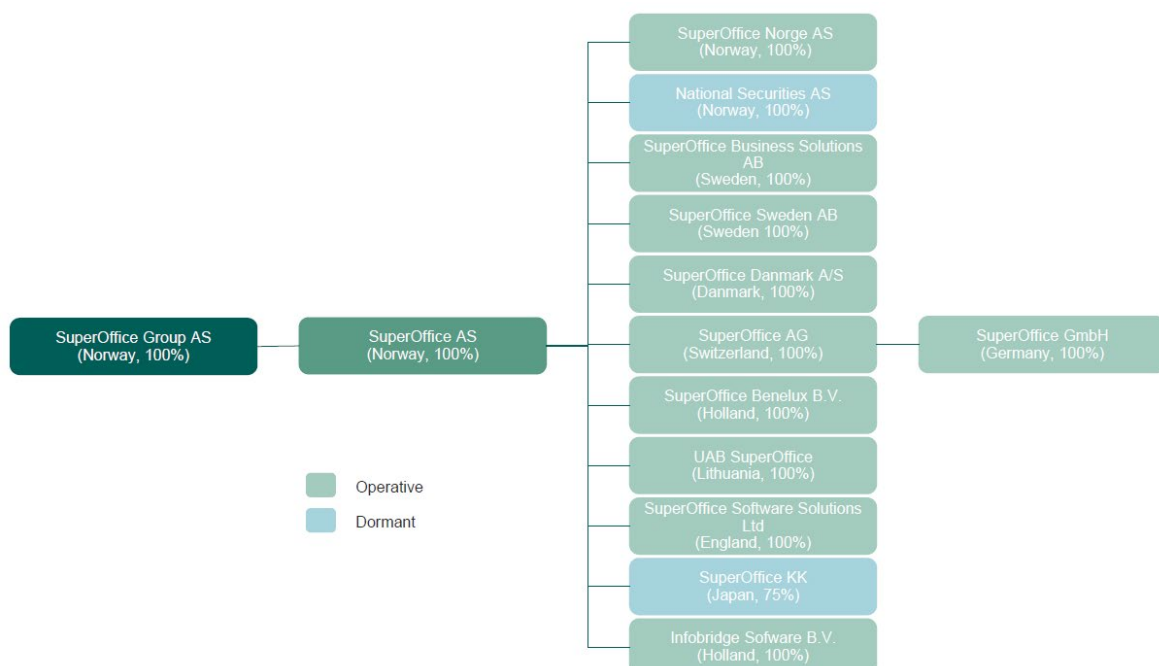 SuperOffice Group AS
(Norway, 100%)
SuperOffice AS
(Norway, 100%)
SuperOffice Norge AS
(Norway, 100%)
National Securities AS
(Norway, 100%)
SuperOffice Business Solutions
AB
(Sweden, 100%)
SuperOffice Sweden AB
(Sweden 100%)
SuperOffice Danmark A/S
(Danmark, 100%)
SuperOffice AG
(Switzerland, 100%)
SuperOffice GmbH
(Germany, 100%)
SuperOffice Benelux B.V.
(Holland, 100%)
UAB SuperOffice
(Lithuania, 100%)
SuperOffice Software Solutions
Ltd
(England, 100%)
SuperOffice KK
(Japan, 75%)
Infobridge Sofware B.V.
(Holland, 100%)
Operative
Dormant